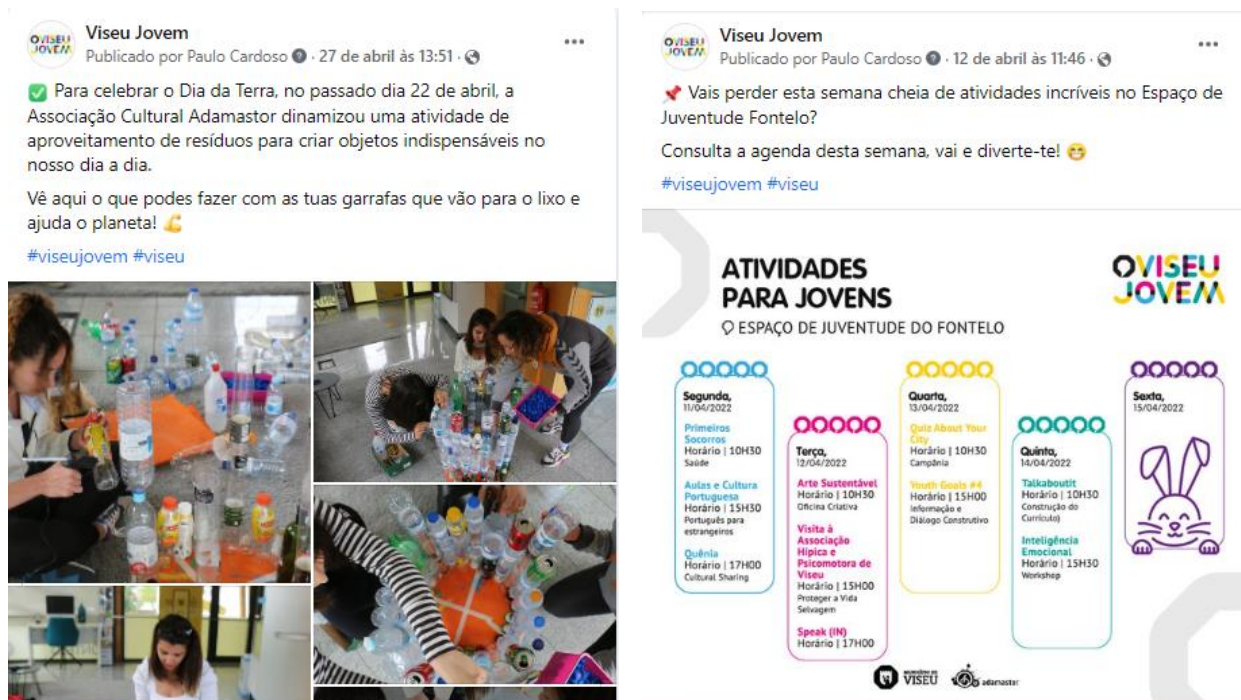 Viseu Jovem
Publicado por Paulo Cardoso · 27 de abril às 13:51 ·
✅ Para celebrar o Dia da Terra, no passado dia 22 de abril, a
Associação Cultural Adamastor dinamizou uma atividade de
aproveitamento de resíduos para criar objetos indispensáveis no
nosso dia a dia.
Vê aqui o que podes fazer com as tuas garrafas que vão para o lixo e
ajuda o planeta! 💪
#viseujovem #viseu
Viseu Jovem
Publicado por Paulo Cardoso · 12 de abril às 11:46 ·
📌 Vais perder esta semana cheia de atividades incríveis no Espaço de
Juventude Fontelo?
Consulta a agenda desta semana, vai e diverte-te! 😁
#viseujovem #viseu
ATIVIDADES
PARA JOVENS
ESPAÇO DE JUVENTUDE DO FONTELO
OVISEU
JOVEM
Segunda,
11/04/2022
Primeiros
Socorros
Horário | 10H30
Saúde
Aulas e Cultura
Portuguesa
Horário | 15H30
Português para
estrangeiros
Quênia
Horário | 17H00
Cultural Sharing
Terça,
12/04/2022
Arte Sustentável
Horário | 10H30
Oficina Criativa
Visita à
Associação
Hípica e
Psicomotora de
Viseu
Horário | 15H00
Proteger a Vida
Selvagem
Speak (IN)
Horário | 17H00
Quarta,
13/04/2022
Quiz About Your
City
Horário | 10H30
Campânia
Youth Goals #4
Horário | 15H00
Informação e
Diálogo Construtivo
Quinta,
14/04/2022
Talkaboutit
Horário | 10H30
Construção do
Currículo)
Inteligência
Emocional
Horário | 15H30
Workshop
Sexta,
15/04/2022
MUNICÍPIO DE
VISEU
adamastor